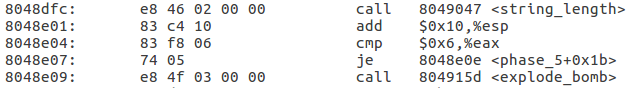 8048dfc: e8 46 02 00 00 call 8049047 <string_length>
8048e01: 83 c4 10 add $0x10,%esp
8048e04: 83 f8 06 cmp $0x6,%eax
8048e07: 74 05 je 8048e0e <phase_5+0x1b>
8048e09: e8 4f 03 00 00 call 804915d <explode_bomb>